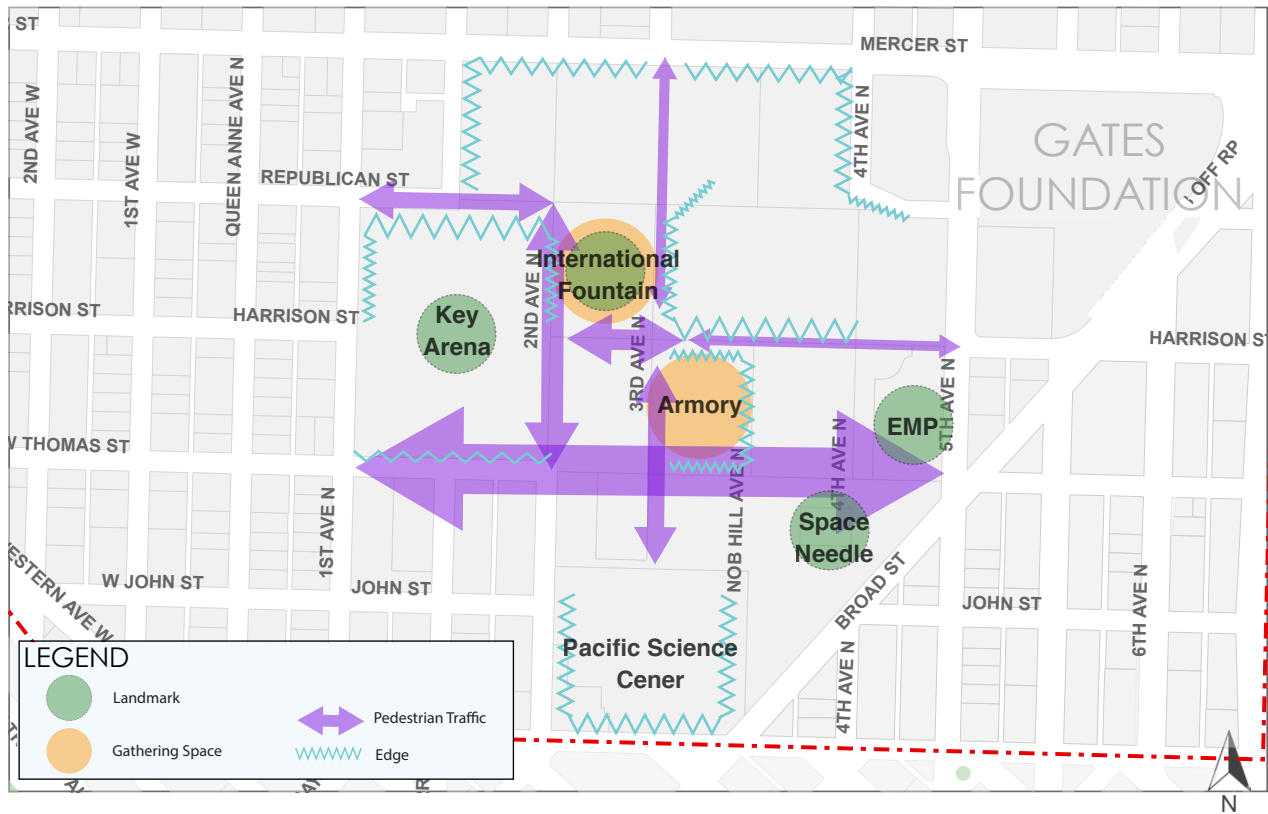 ST
MERCER ST
2ND AVE W
1ST AVE W
QUEEN ANNE AVE N
4TH AVE N
GATES
FOUNDATION
OFF RP
REPUBLICAN ST
International
Fountain
2ND AVE N
Key
Arena
RRISON ST
HARRISON ST
HARRISON ST
3RD AVE N
Armory
EMP
5TH AVE N
W THOMAS ST
4TH AVE N
NOB HILL AVE N
Space
Needle
1ST AVE N
ESTERN AVE W
W JOHN ST
JOHN ST
BROAD ST
JOHN ST
6TH AVE N
4TH AVE N
Pacific Science
Cener
LEGEND
Landmark
Pedestrian Traffic
Gathering Space
Edge
N